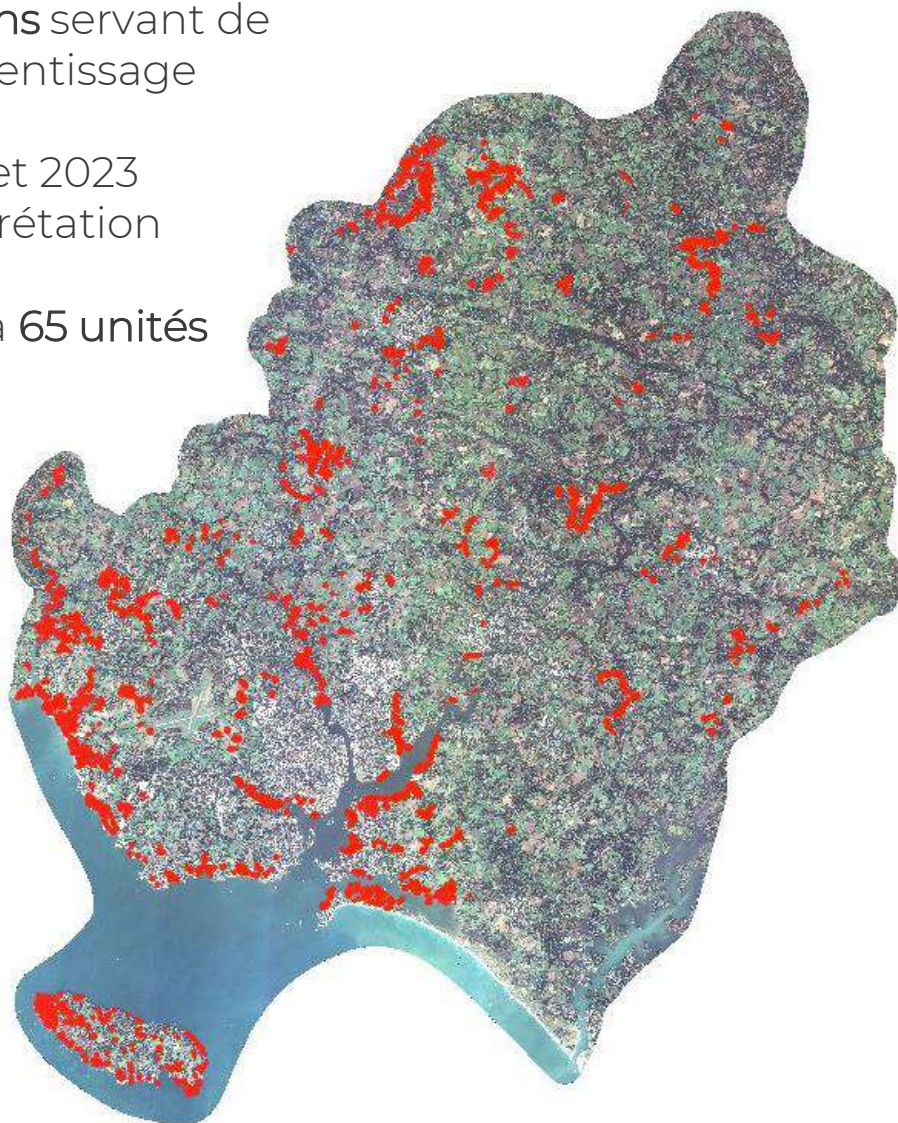 ns servant de
entissage
et 2023
rétation
65 unités